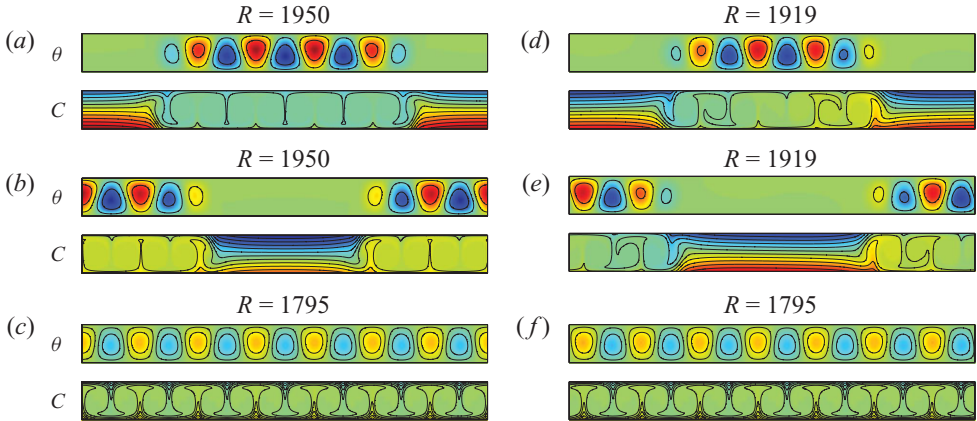 R = 1950
(a)
θ
C
R = 1950
(b)
θ
C
R = 1795
(c)
θ
C
R = 1919
(d)
R = 1919
(e)
R = 1795
(f)